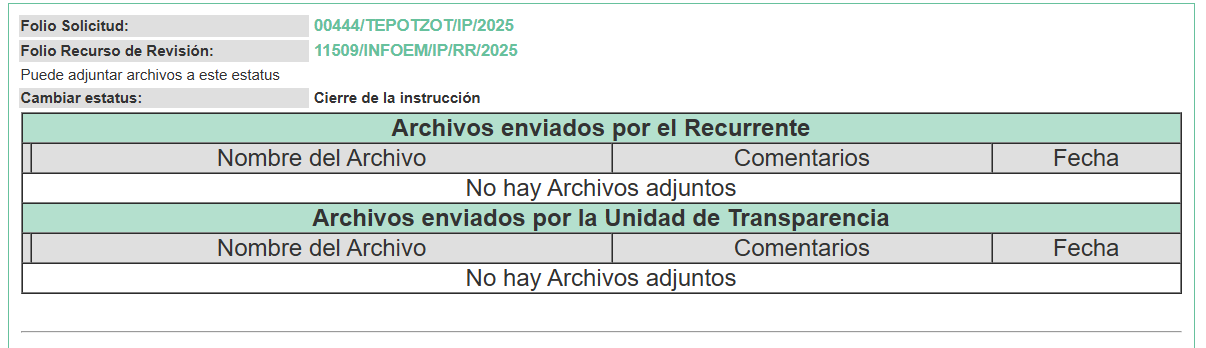 Folio Solicitud: 00444/TEPOTZOT/IP/2025
Folio Recurso de Revisión: 11509/INFOEM/IP/RR/2025
Puede adjuntar archivos a este estatus
Cambiar estatus: Cierre de la instrucción
Archivos enviados por el Recurrente
Nombre del Archivo Comentarios Fecha
No hay Archivos adjuntos
Archivos enviados por la Unidad de Transparencia
Nombre del Archivo Comentarios Fecha
No hay Archivos adjuntos